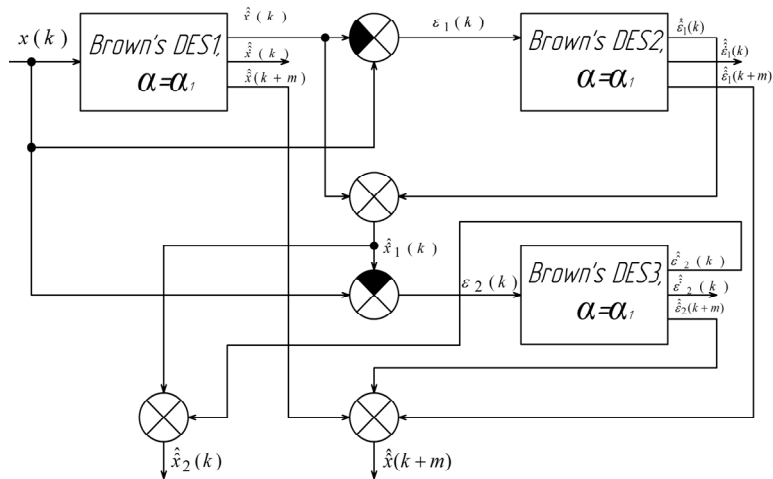 x(k)
Brown's DES1,
α=α₁
x̂(k)
x̂̇(k)
x̂(k+m)
ε₁(k)
Brown's DES2,
α=α₁
ε̂₁(k)
ε̂̇₁(k)
ε̂₁(k+m)
x̂₁(k)
ε₂(k)
Brown's DES3,
α=α₁
ε̂₂(k)
ε̂̇₂(k)
ε̂₂(k+m)
x̂₂(k)
x̂(k+m)